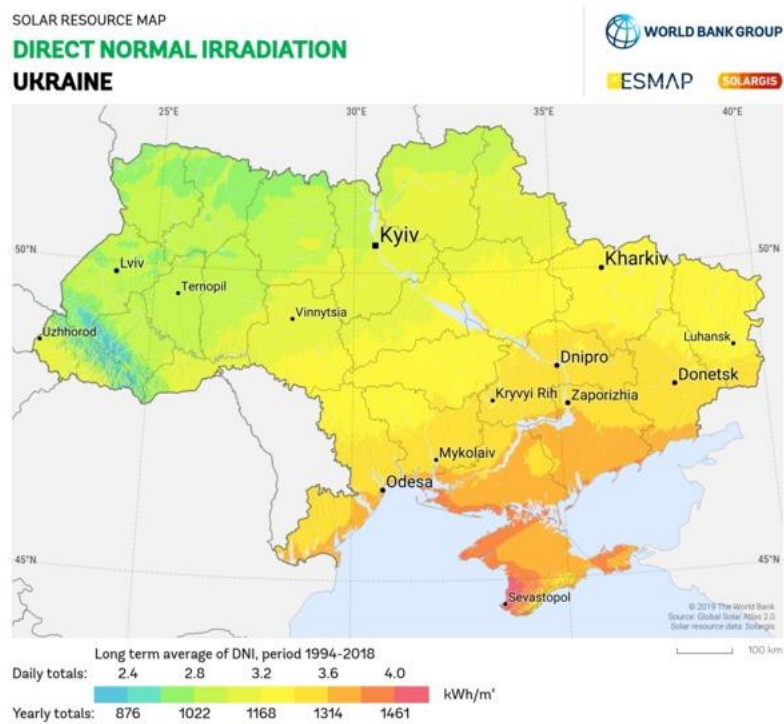 SOLAR RESOURCE MAP
DIRECT NORMAL IRRADIATION
UKRAINE
WORLD BANK GROUP
ESMAP
SOLARGIS
25°E 30°E 35°E 40°E
50°N 50°N
Kyiv
Kharkiv
Lviv
Ternopil
Vinnytsia
Uzhhorod
Luhansk
Dnipro
Donetsk
Kryvyi Rih
Zaporizhia
Mykolaiv
Odesa
45°N 45°N
Sevastopol
© 2019 The World Bank
Source: Global Solar Atlas 2.0
Solar resource data: Solargis
100 km
Long term average of DNI, period 1994-2018
Daily totals: 2.4 2.8 3.2 3.6 4.0
kWh/m²
Yearly totals: 876 1022 1168 1314 1461